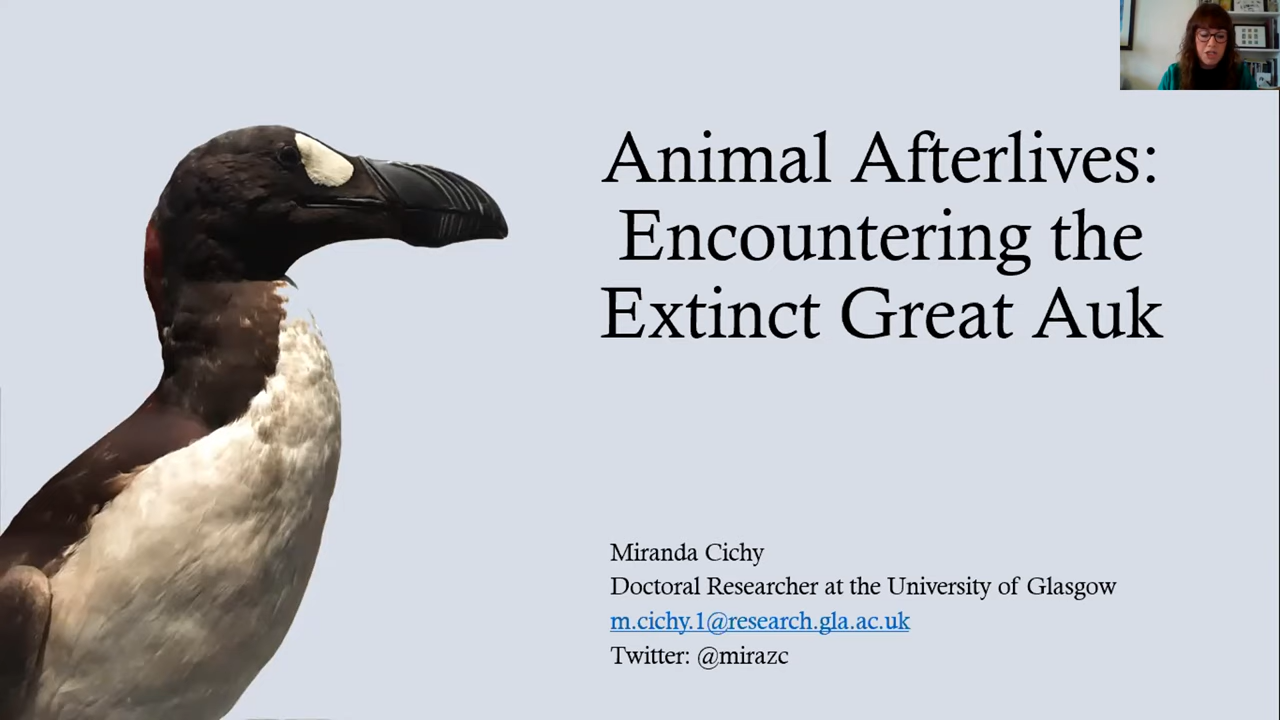 Animal Afterlives:
Encountering the
Extinct Great Auk
Miranda Cichy
Doctoral Researcher at the University of Glasgow
m.cichy.1@research.gla.ac.uk
Twitter: @mirazc